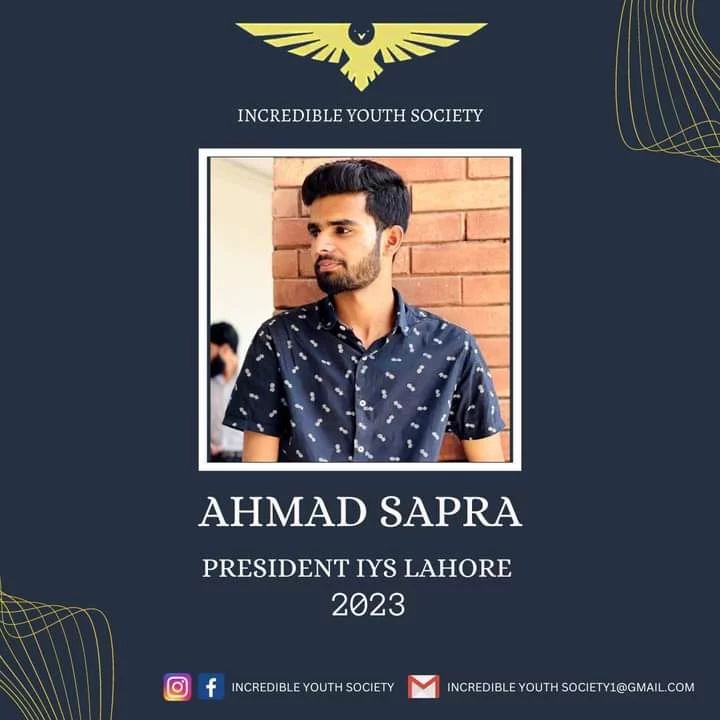 INCREDIBLE YOUTH SOCIETY
AHMAD SAPRA
PRESIDENT IYS LAHORE
2023
INCREDIBLE YOUTH SOCIETY INCREDIBLE YOUTH SOCIETY1@GMAIL.COM